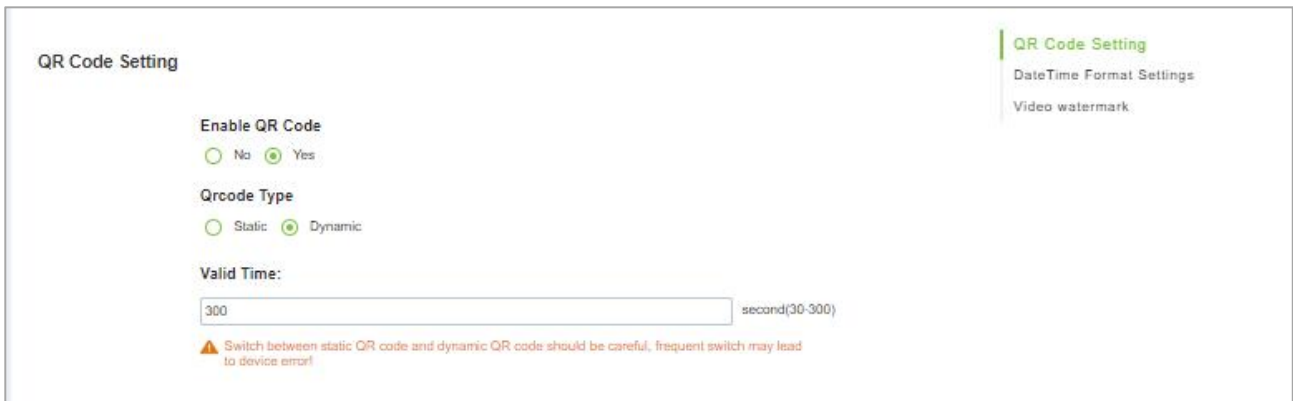 QR Code Setting
Enable QR Code
No Yes
Qrcode Type
Static Dynamic
Valid Time:
300 second(30-300)
Switch between static QR code and dynamic QR code should be careful, frequent switch may lead
to device error!
QR Code Setting
DateTime Format Settings
Video watermark